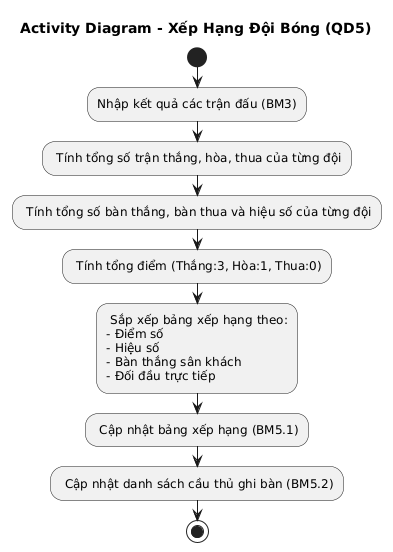 Activity Diagram - Xếp Hạng Đội Bóng (QD5)
Nhập kết quả các trận đấu (BM3)
Tính tổng số trận thắng, hòa, thua của từng đội
Tính tổng số bàn thắng, bàn thua và hiệu số của từng đội
Tính tổng điểm (Thắng:3, Hòa:1, Thua:0)
Sắp xếp bảng xếp hạng theo:
- Điểm số
- Hiệu số
- Bàn thắng sân khách
- Đối đầu trực tiếp
Cập nhật bảng xếp hạng (BM5.1)
Cập nhật danh sách cầu thủ ghi bàn (BM5.2)